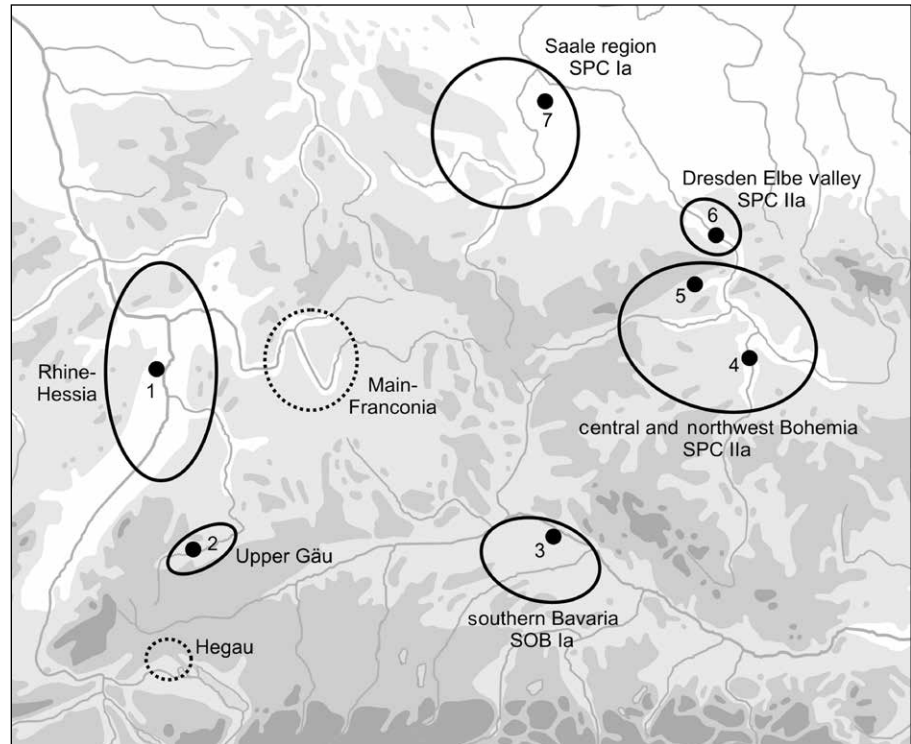 Saale region
SPC Ia
7
Dresden Elbe valley
SPC IIa
6
5
Rhine-
Hessia
1
Main-
Franconia
4
central and northwest Bohemia
SPC IIa
2
Upper Gäu
3
southern Bavaria
SOB Ia
Hegau